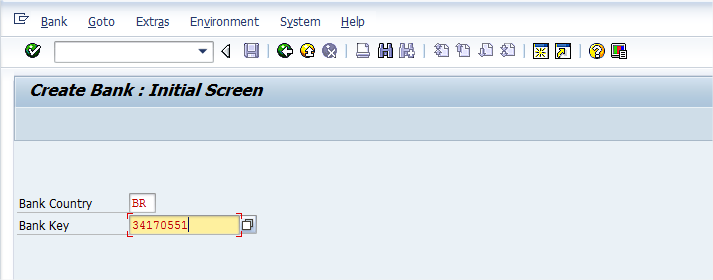 Bank Goto Extras Environment System Help
Create Bank : Initial Screen
Bank Country BR
Bank Key 34170551